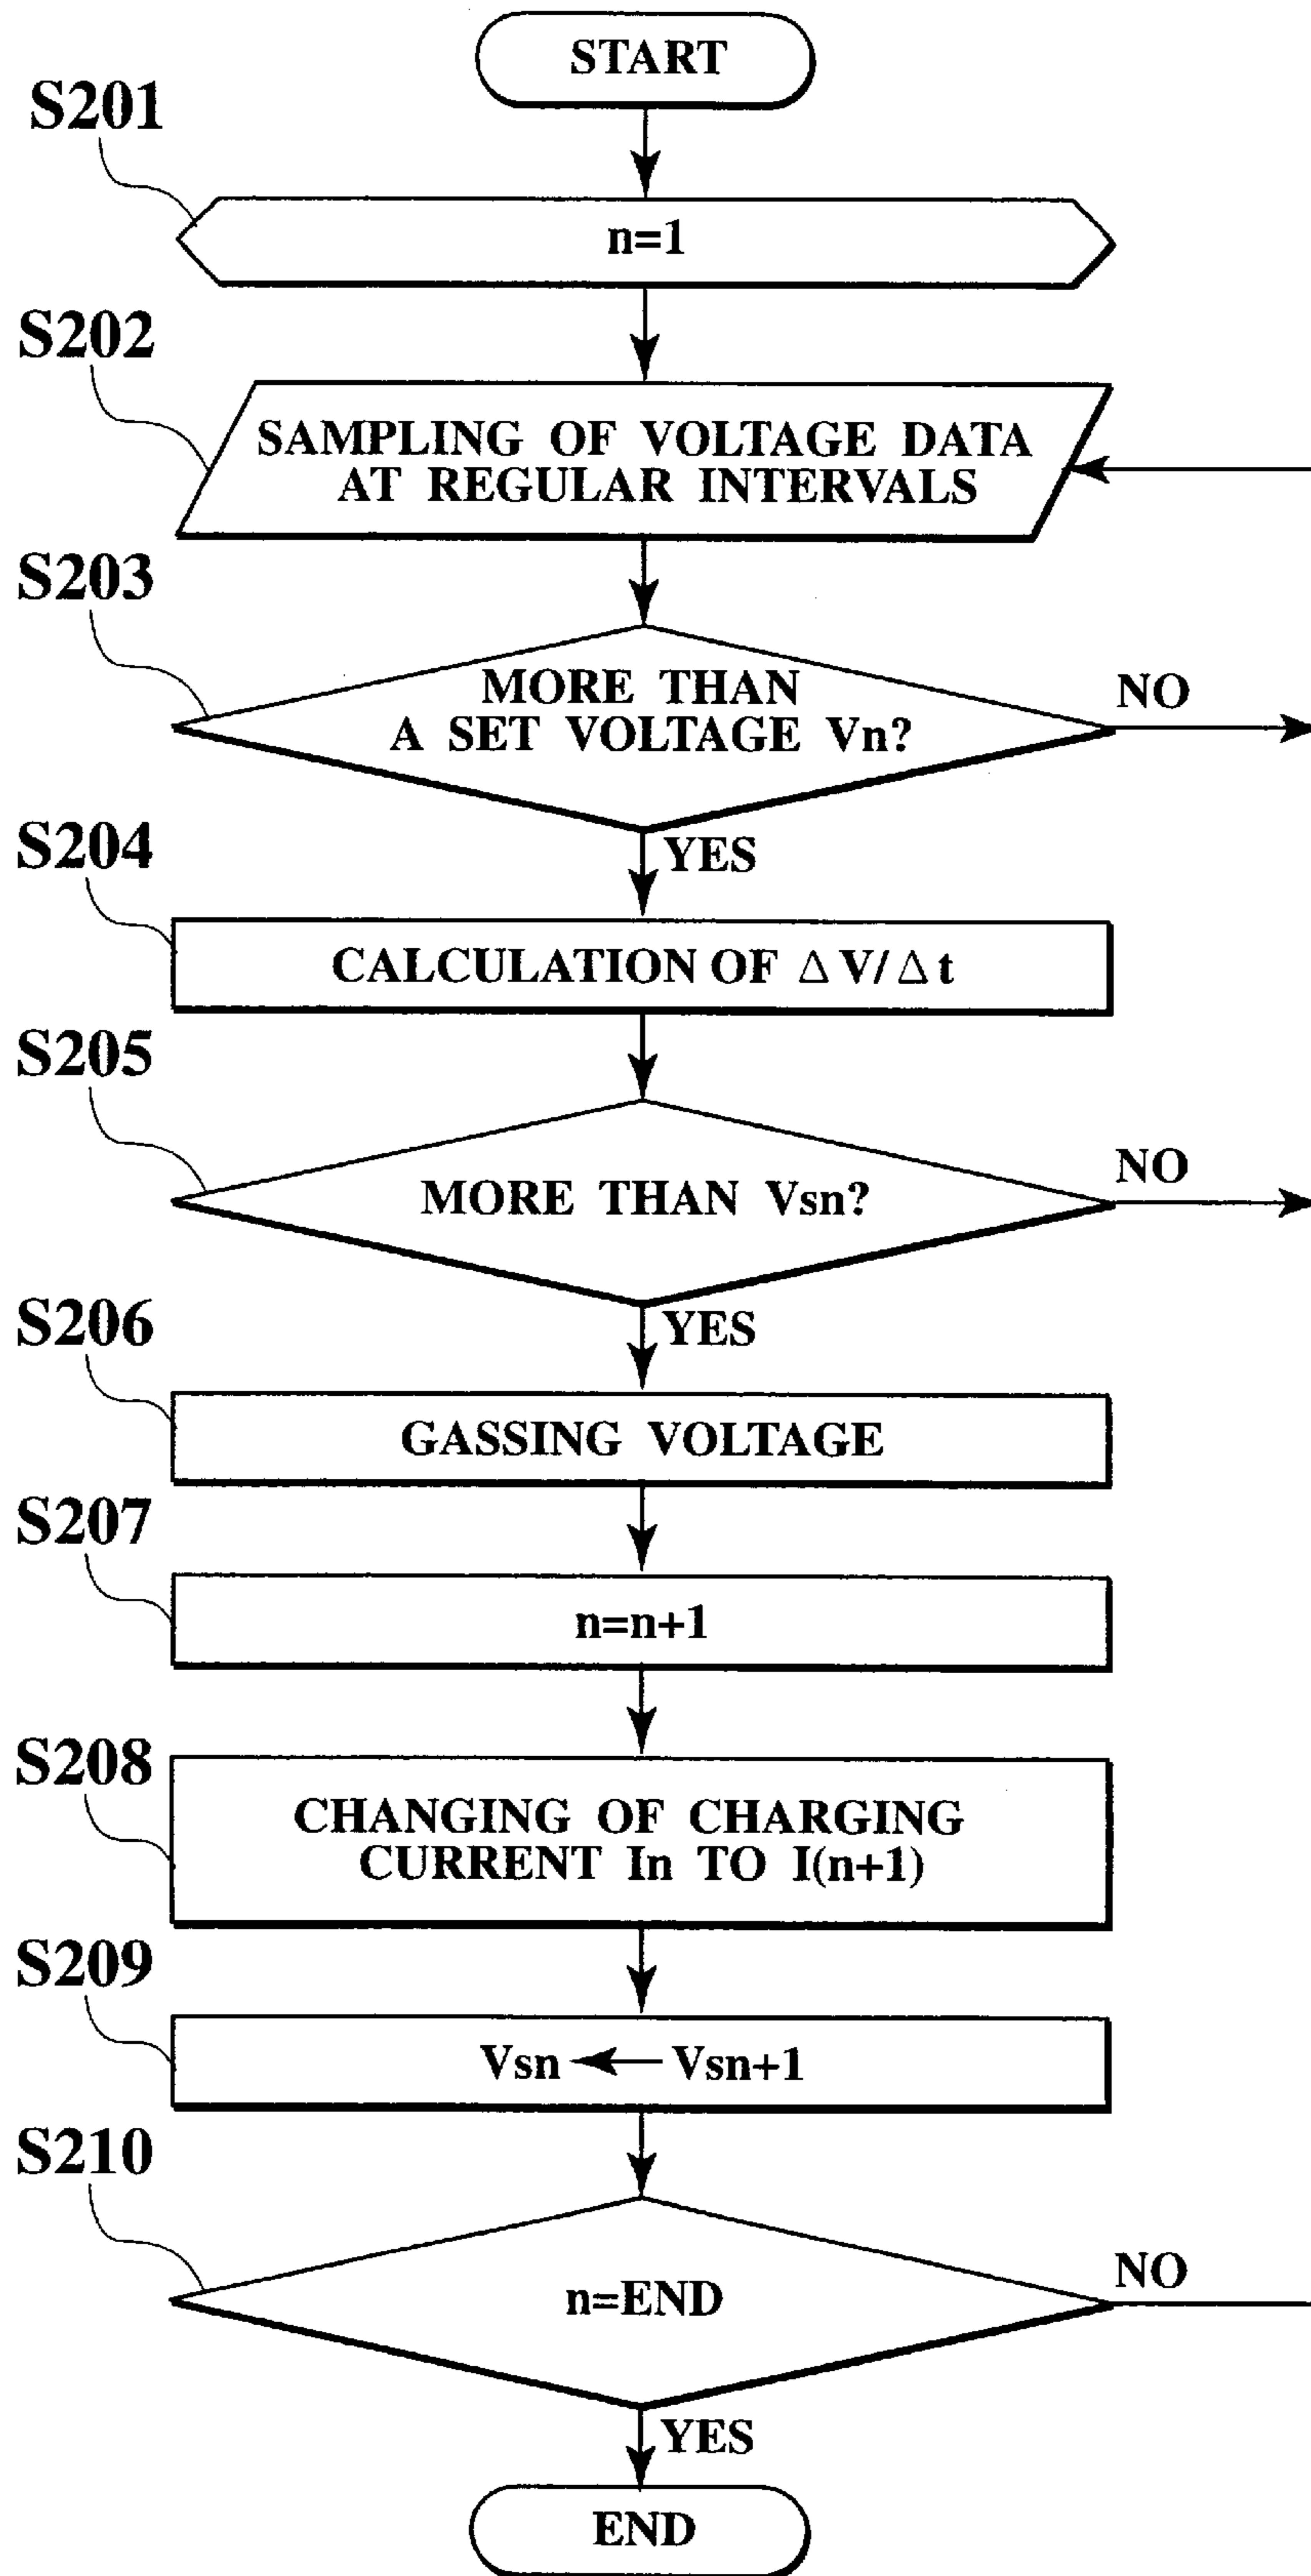 START
S201
n=1
S202
SAMPLING OF VOLTAGE DATA
AT REGULAR INTERVALS
S203
MORE THAN
A SET VOLTAGE Vn?
NO
YES
S204
CALCULATION OF Δ V/ Δ t
S205
MORE THAN Vsn?
NO
YES
S206
GASSING VOLTAGE
S207
n=n+1
S208
CHANGING OF CHARGING
CURRENT In TO I(n+1)
S209
Vsn ← Vsn+1
S210
n=END
NO
YES
END